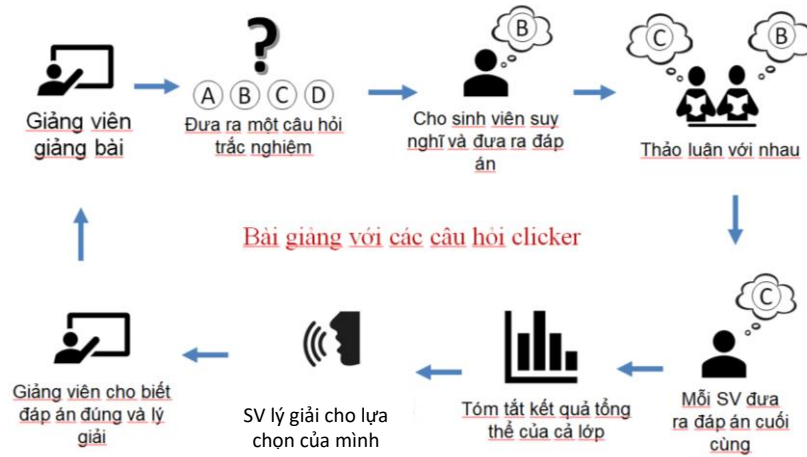 Giảng viên
giảng bài
?
A B C D
Đưa ra một câu hỏi
trắc nghiệm
B
Cho sinh viên suy
nghĩ và đưa ra đáp
án
C
B
Thảo luận với nhau
Bài giảng với các câu hỏi clicker
C
Mỗi SV đưa
ra đáp án cuối
cùng
Tóm tắt kết quả tổng
thể của cả lớp
SV lý giải cho lựa
chọn của mình
Giảng viên cho biết
đáp án đúng và lý
giải